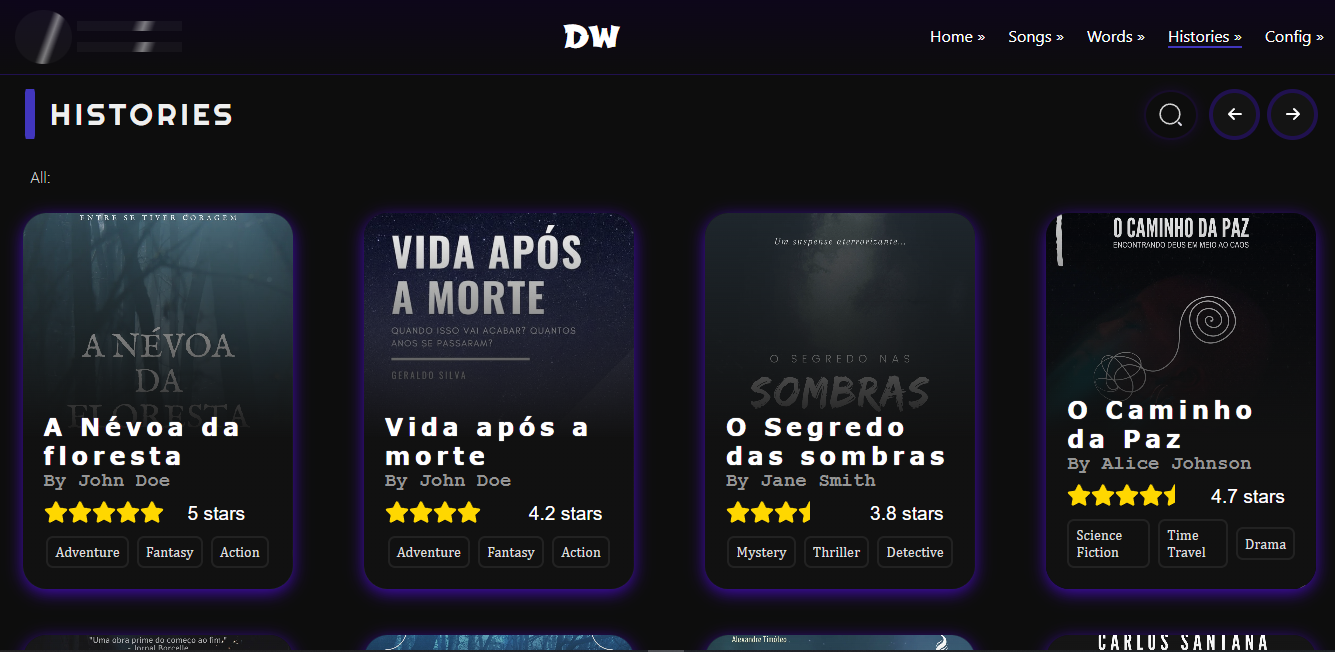 DW
Home »
Songs »
Words »
Histories »
Config »
HISTORIES
All:
ENTRE SE TIVER CORAGEM
A NÉVOA
DA
FLORESTA
A Névoa da
floresta
By John Doe
5 stars
Adventure
Fantasy
Action
VIDA APÓS
A MORTE
QUANDO ISSO VAI ACABAR? QUANTOS
ANOS SE PASSARAM?
GERALDO SILVA
Vida após a
morte
By John Doe
4.2 stars
Adventure
Fantasy
Action
Um suspense aterrorizante...
O SEGREDO NAS
SOMBRAS
O Segredo
das sombras
By Jane Smith
3.8 stars
Mystery
Thriller
Detective
O CAMINHO DA PAZ
ENCONTRANDO DEUS EM MEIO AO CAOS
O Caminho
da Paz
By Alice Johnson
4.7 stars
Science
Fiction
Time
Travel
Drama
"Uma obra prime do começo ao fim."
- Jornal Borcelle
Alexandre Timóteo
CARLOS SANTANA